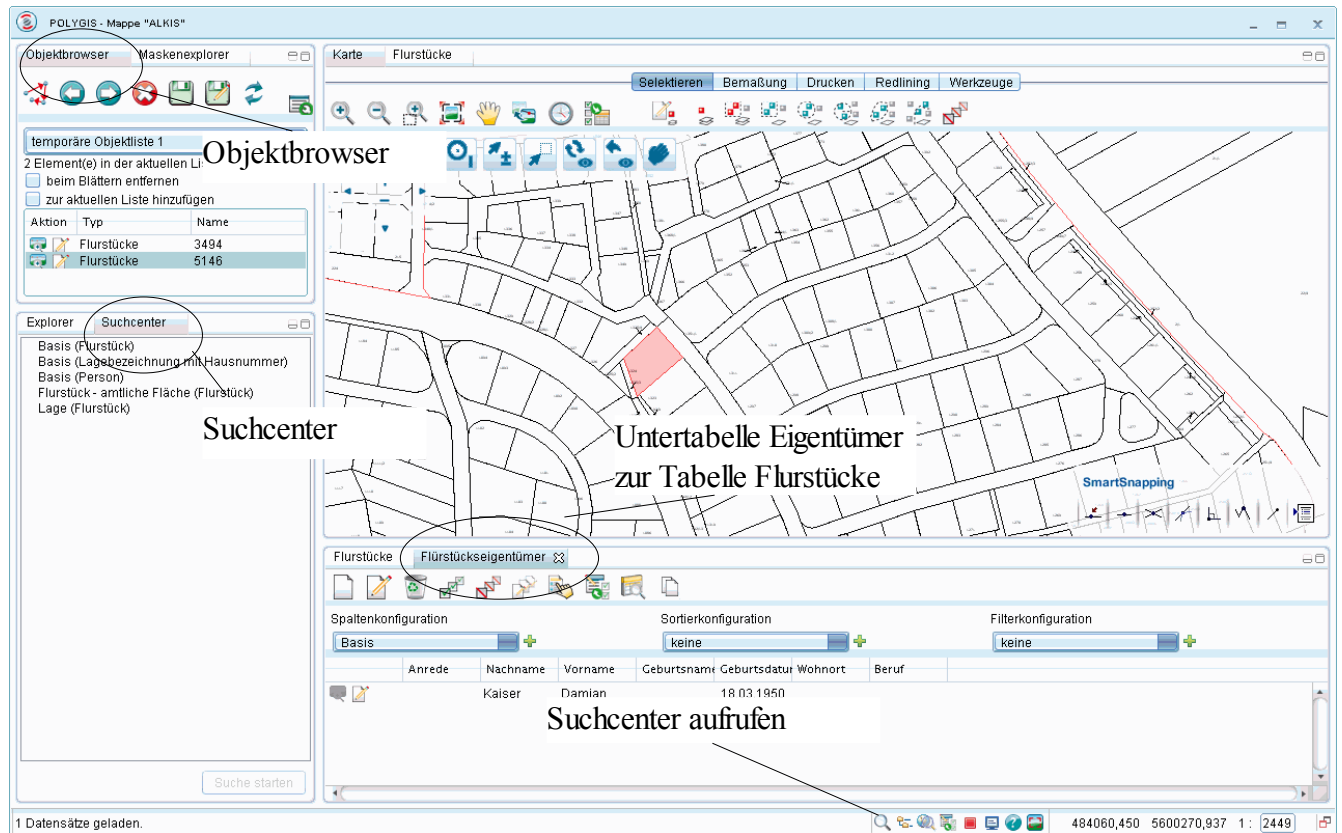 POLYGIS - Mappe "ALKIS"
Objektbrowser Maskenexplorer
temporäre Objektliste 1
2 Element(e) in der aktuellen Lis
beim Blättern entfernen
zur aktuellen Liste hinzufügen
Aktion Typ Name
Flurstücke 3494
Flurstücke 5146
Objektbrowser
Explorer Suchcenter
Basis (Flurstück)
Basis (Lagebezeichnung mit Hausnummer)
Basis (Person)
Flurstück - amtliche Fläche (Flurstück)
Lage (Flurstück)
Suchcenter
Suche starten
Karte Flurstücke
Selektieren Bemaßung Drucken Redlining Werkzeuge
Untertabelle Eigentümer
zur Tabelle Flurstücke
SmartSnapping
Flurstücke Flürstückseigentümer
Spaltenkonfiguration Sortierkonfiguration Filterkonfiguration
Basis keine keine
Anrede Nachname Vorname Geburtsname Geburtsdatur Wohnort Beruf
Kaiser Damian 18.03.1950
Suchcenter aufrufen
1 Datensätze geladen.
484060,450 5600270,937 1 : 2449